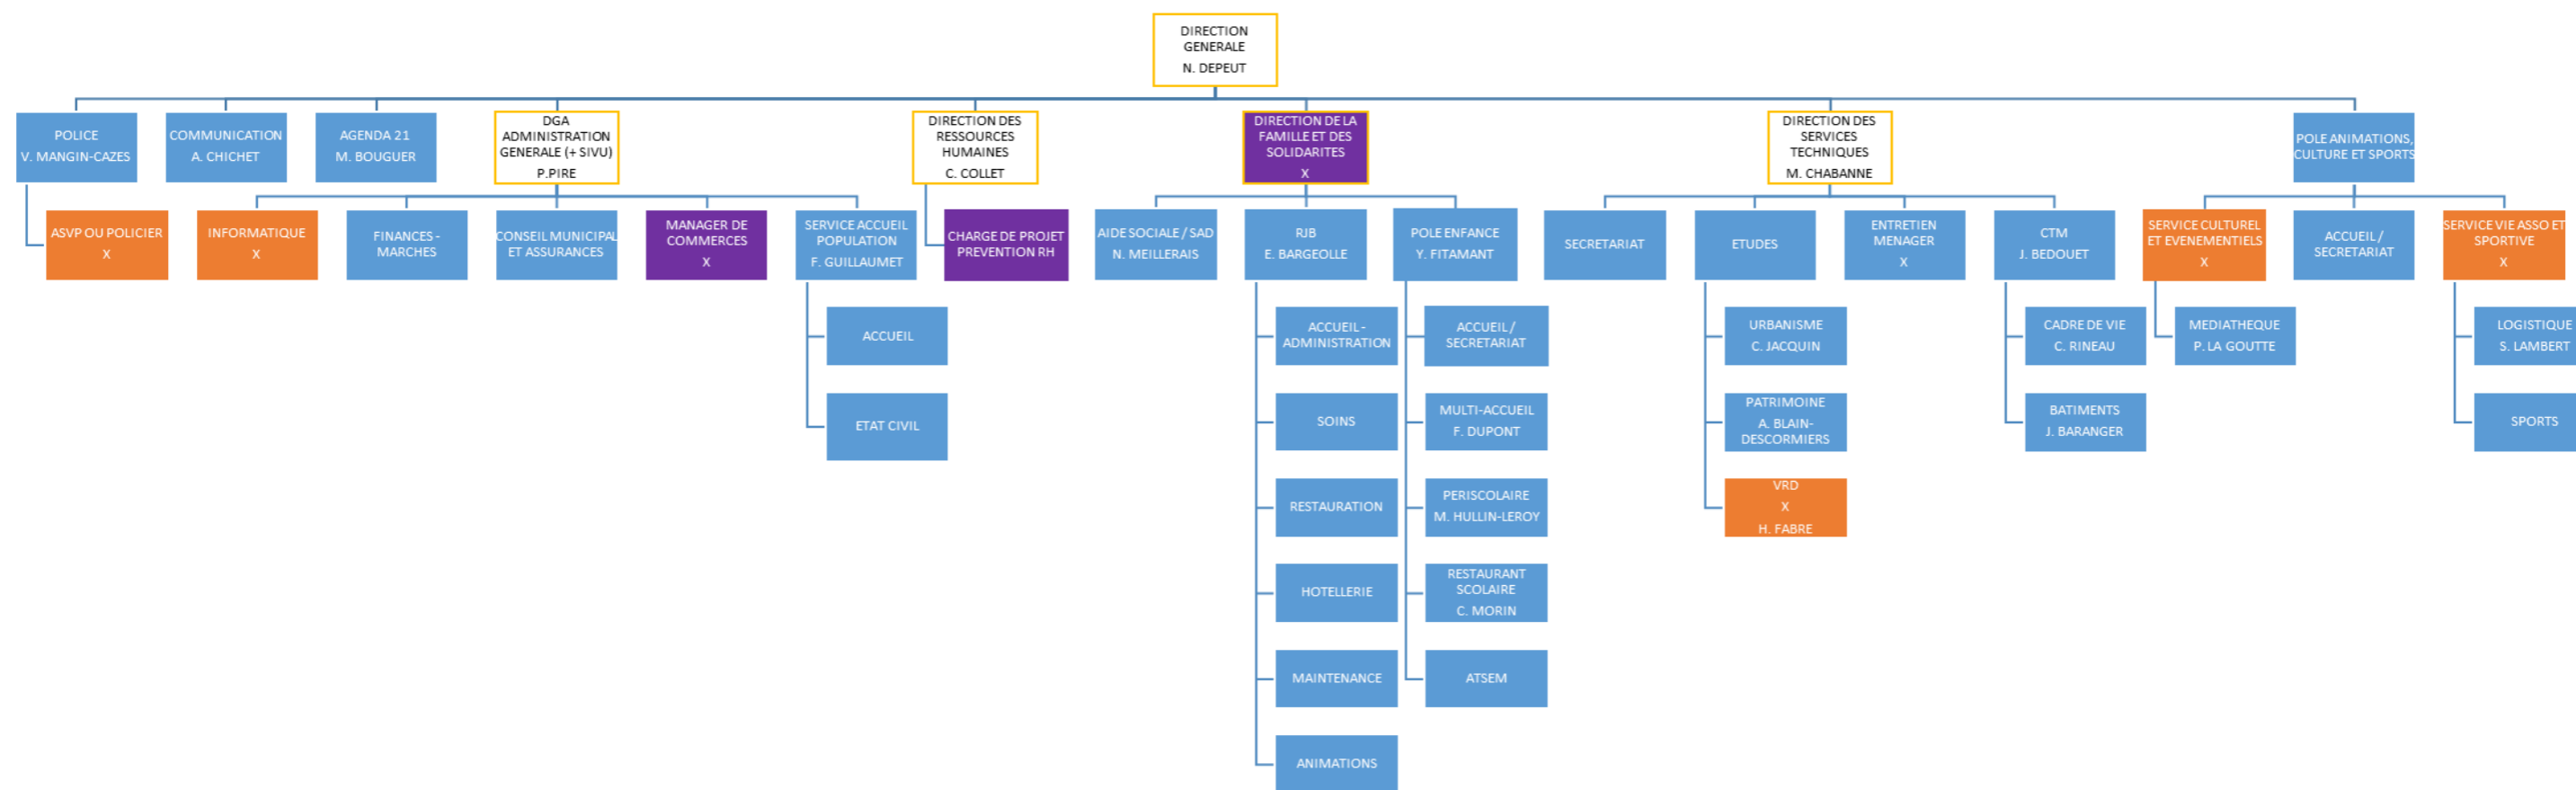 DIRECTION
GENERALE
N. DEPEUT
POLICE
V. MANGIN-CAZES
COMMUNICATION
A. CHICHET
AGENDA 21
M. BOUGUER
DGA
ADMINISTRATION
GENERALE (+ SIVU)
P.PIRE
DIRECTION DES
RESSOURCES
HUMAINES
C. COLLET
DIRECTION DE LA
FAMILLE ET DES
SOLIDARITES
X
DIRECTION DES
SERVICES
TECHNIQUES
M. CHABANNE
POLE ANIMATIONS,
CULTURE ET SPORTS
ASVP OU POLICIER
X
INFORMATIQUE
X
FINANCES -
MARCHES
CONSEIL MUNICIPAL
ET ASSURANCES
MANAGER DE
COMMERCES
X
SERVICE ACCUEIL
POPULATION
F. GUILLAUMET
CHARGE DE PROJET
PREVENTION RH
AIDE SOCIALE / SAD
N. MEILLERAIS
RJB
E. BARGEOLLE
POLE ENFANCE
Y. FITAMANT
SECRETARIAT
ETUDES
ENTRETIEN
MENAGER
X
CTM
J. BEDOUET
SERVICE CULTUREL
ET EVENEMENTIELS
X
ACCUEIL /
SECRETARIAT
SERVICE VIE ASSO ET
SPORTIVE
X
ACCUEIL
ETAT CIVIL
ACCUEIL -
ADMINISTRATION
SOINS
RESTAURATION
HOTELLERIE
MAINTENANCE
ANIMATIONS
ACCUEIL /
SECRETARIAT
MULTI-ACCUEIL
F. DUPONT
PERISCOLAIRE
M. HULLIN-LEROY
RESTAURANT
SCOLAIRE
C. MORIN
ATSEM
URBANISME
C. JACQUIN
PATRIMOINE
A. BLAIN-
DESCORMIERS
VRD
X
H. FABRE
CADRE DE VIE
C. RINEAU
BATIMENTS
J. BARANGER
MEDIATHEQUE
P. LA GOUTTE
LOGISTIQUE
S. LAMBERT
SPORTS